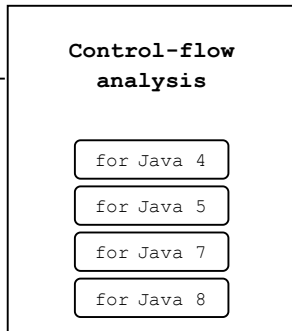 Control-flow
analysis
for Java 4
for Java 5
for Java 7
for Java 8